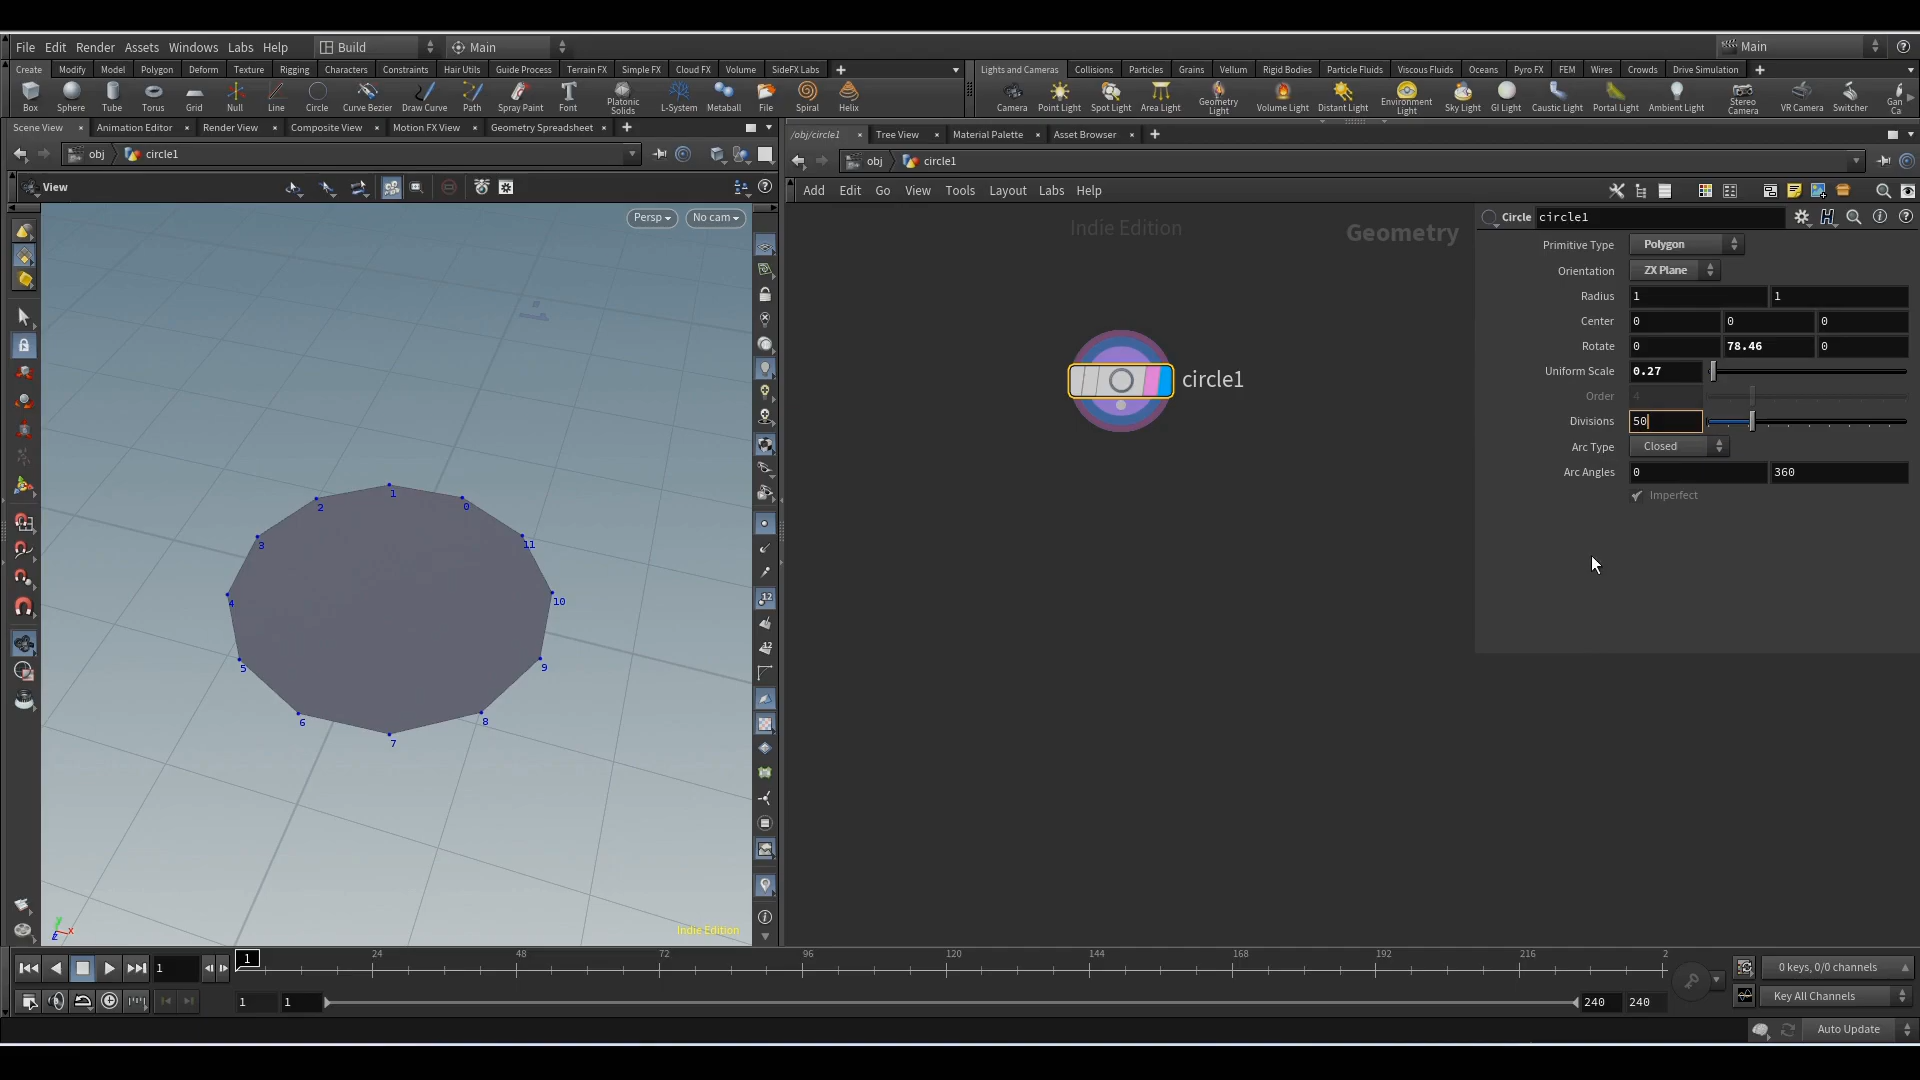 File Edit Render Assets Windows Labs Help Build Main Main
Create Modify Model Polygon Deform Texture Rigging Characters Constraints Hair Utils Guide Process Terrain FX Simple FX Cloud FX Volume SideFX Labs
Lights and Cameras Collisions Particles Grains Vellum Rigid Bodies Particle Fluids Viscous Fluids Oceans Pyro FX FEM Wires Crowds Drive Simulation
Box Sphere Tube Torus Grid Null Line Circle Curve Bezier Draw Curve Path Spray Paint Font Platonic Solids L-System Metaball File Spiral Helix
Camera Point Light Spot Light Area Light Geometry Light Volume Light Distant Light Environment Light Sky Light GI Light Caustic Light Portal Light Ambient Light Stereo Camera VR Camera Switcher Gan Ca
Scene View Animation Editor Render View Composite View Motion FX View Geometry Spreadsheet
/obj/circle1 Tree View Material Palette Asset Browser
obj circle1
obj circle1
View
Add Edit Go View Tools Layout Labs Help
Persp No cam
Indie Edition
Geometry
Circle circle1
Primitive Type Polygon
Orientation ZX Plane
Radius 1 1
Center 0 0 0
Rotate 0 78.46 0
Uniform Scale 0.27
Order 4
Divisions 50
Arc Type Closed
Arc Angles 0 360
Imperfect
circle1
1
2
0
3
11
4
10
5
9
6
8
7
y
x
z
Indie Edition
1 1 24 48 72 96 120 144 168 192 216 2
0 keys, 0/0 channels
1 1 240 240
Key All Channels
Auto Update